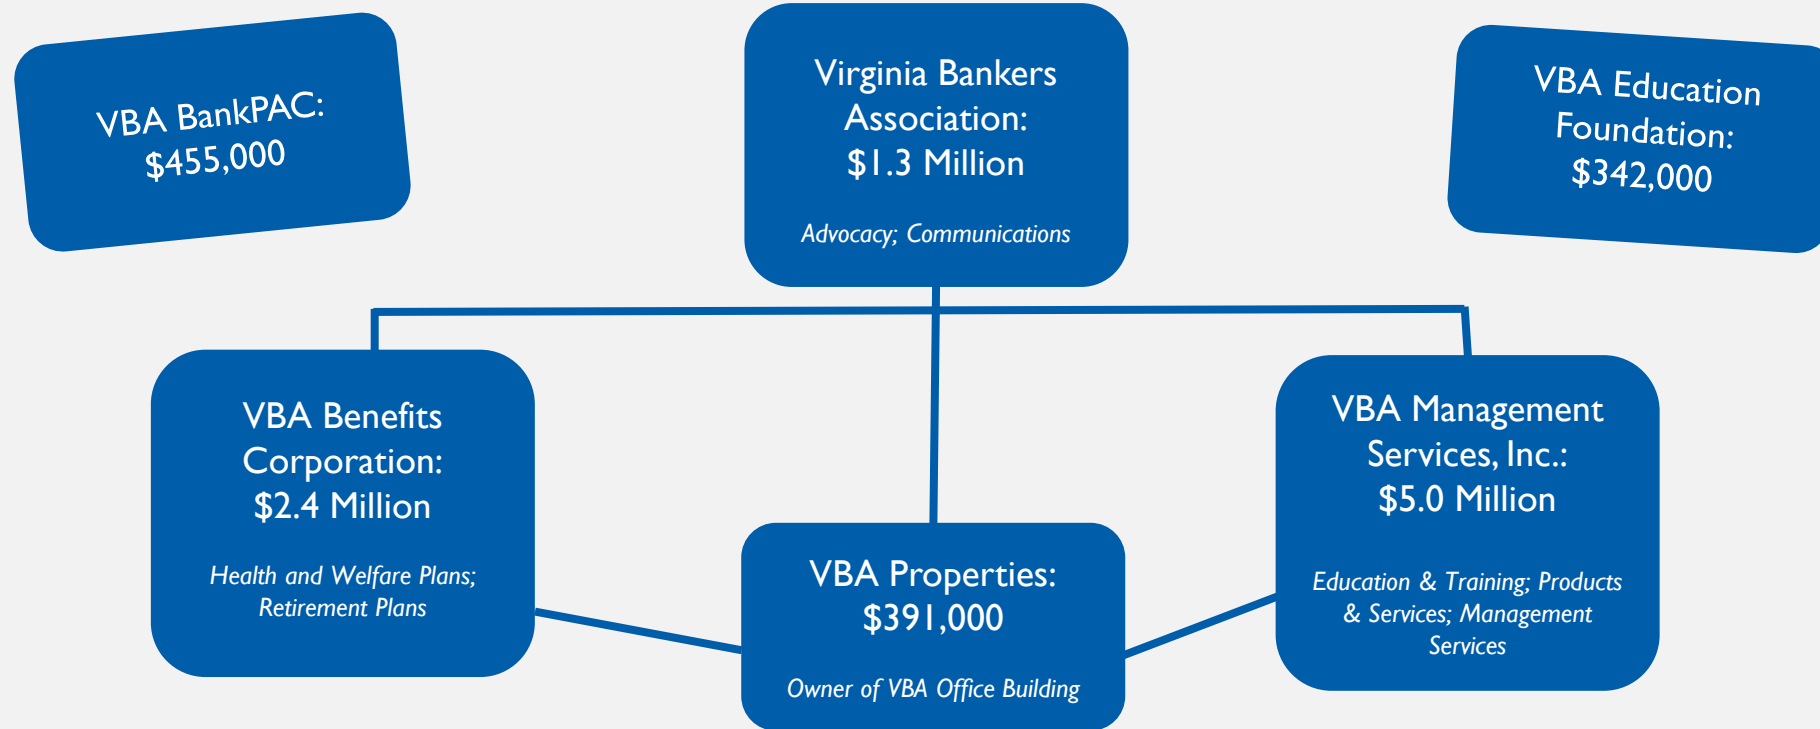 VBA BankPAC:
$455,000
Virginia Bankers
Association:
$1.3 Million
Advocacy; Communications
VBA Education
Foundation:
$342,000
VBA Benefits
Corporation:
$2.4 Million
Health and Welfare Plans;
Retirement Plans
VBA Properties:
$391,000
Owner of VBA Office Building
VBA Management
Services, Inc.:
$5.0 Million
Education & Training; Products
& Services; Management
Services